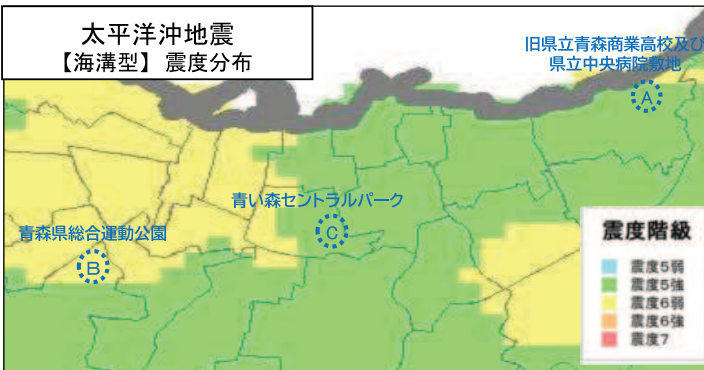 太平洋沖地震
【海溝型】 震度分布
旧県立青森商業高校及び
県立中央病院敷地
A
青い森セントラルパーク
C
青森県総合運動公園
B
震度階級
震度5弱
震度5強
震度6弱
震度6強
震度7